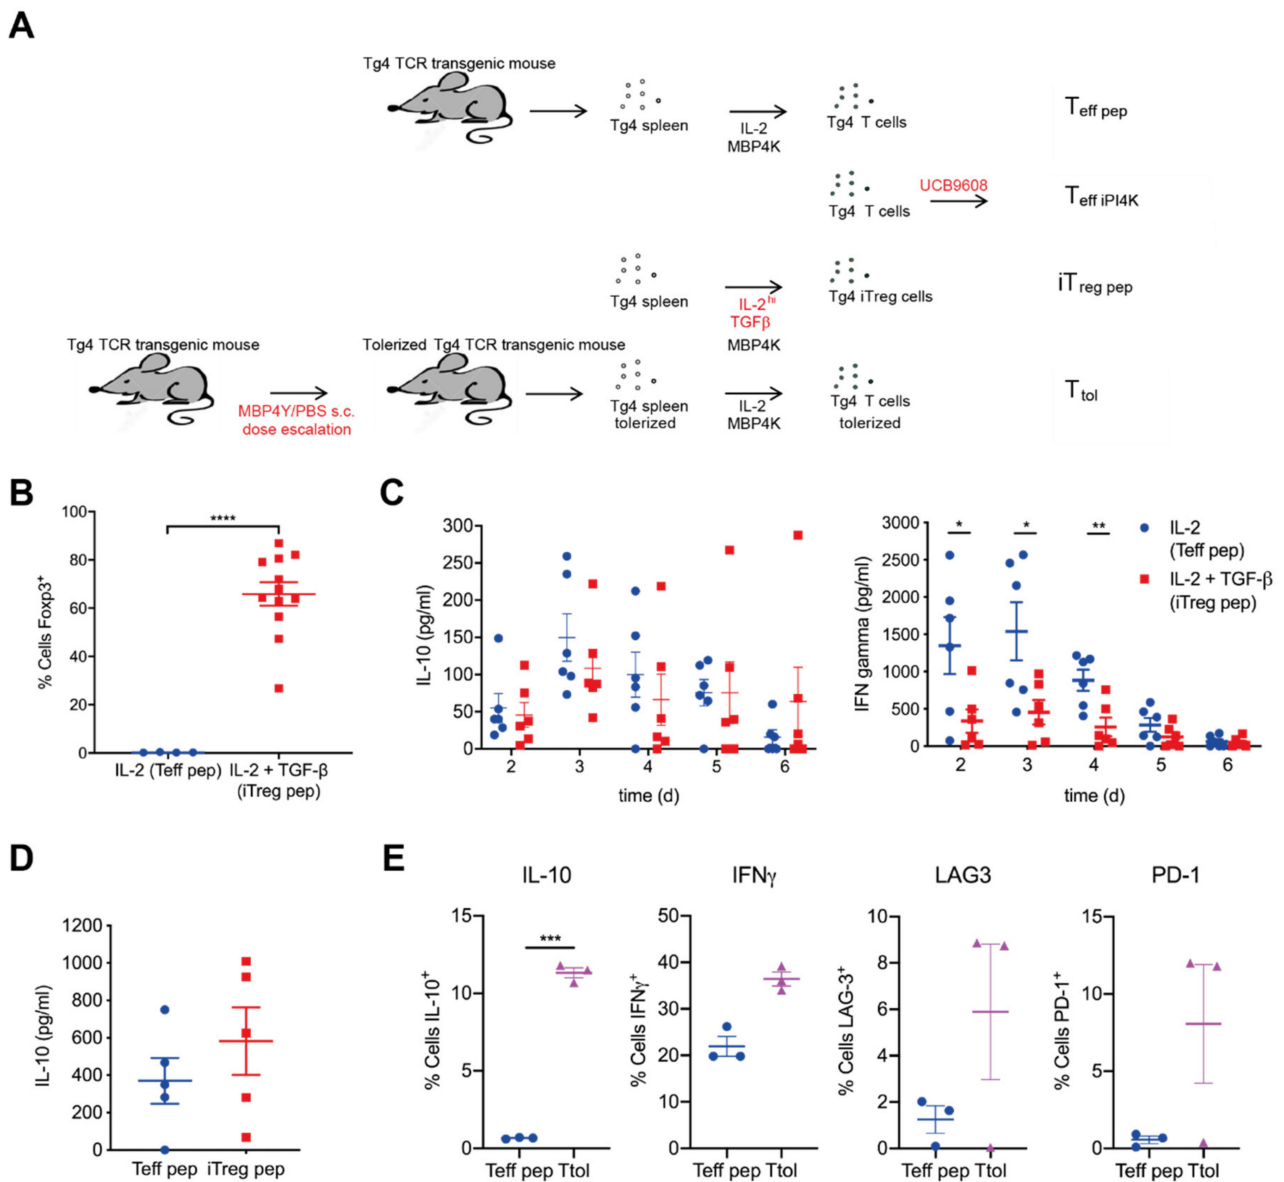 A
Tg4 TCR transgenic mouse
Tg4 spleen
IL-2
MBP4K
Tg4 T cells
T eff pep
Tg4 T cells
UCB9608
T eff iPI4K
Tg4 spleen
IL-2 hi
TGFβ
MBP4K
Tg4 iTreg cells
iT reg pep
Tg4 TCR transgenic mouse
MBP4Y/PBS s.c.
dose escalation
Tolerized Tg4 TCR transgenic mouse
Tg4 spleen
tolerized
IL-2
MBP4K
Tg4 T cells
tolerized
T tol
B
% Cells Foxp3+
100
80
60
40
20
0
****
IL-2 (Teff pep)
IL-2 + TGF-β
(iTreg pep)
C
IL-10 (pg/ml)
300
250
200
150
100
50
0
2 3 4 5 6
time (d)
IFN gamma (pg/ml)
3000
2500
2000
1500
1000
500
0
* * **
2 3 4 5 6
time (d)
IL-2
(Teff pep)
IL-2 + TGF-β
(iTreg pep)
D
IL-10 (pg/ml)
1200
1000
800
600
400
200
0
Teff pep iTreg pep
E
IL-10
% Cells IL-10+
15
10
5
0
***
Teff pep Ttol
IFNγ
% Cells IFNγ+
50
40
30
20
10
0
Teff pep Ttol
LAG3
% Cells LAG-3+
10
8
6
4
2
0
Teff pep Ttol
PD-1
% Cells PD-1+
15
10
5
0
Teff pep Ttol